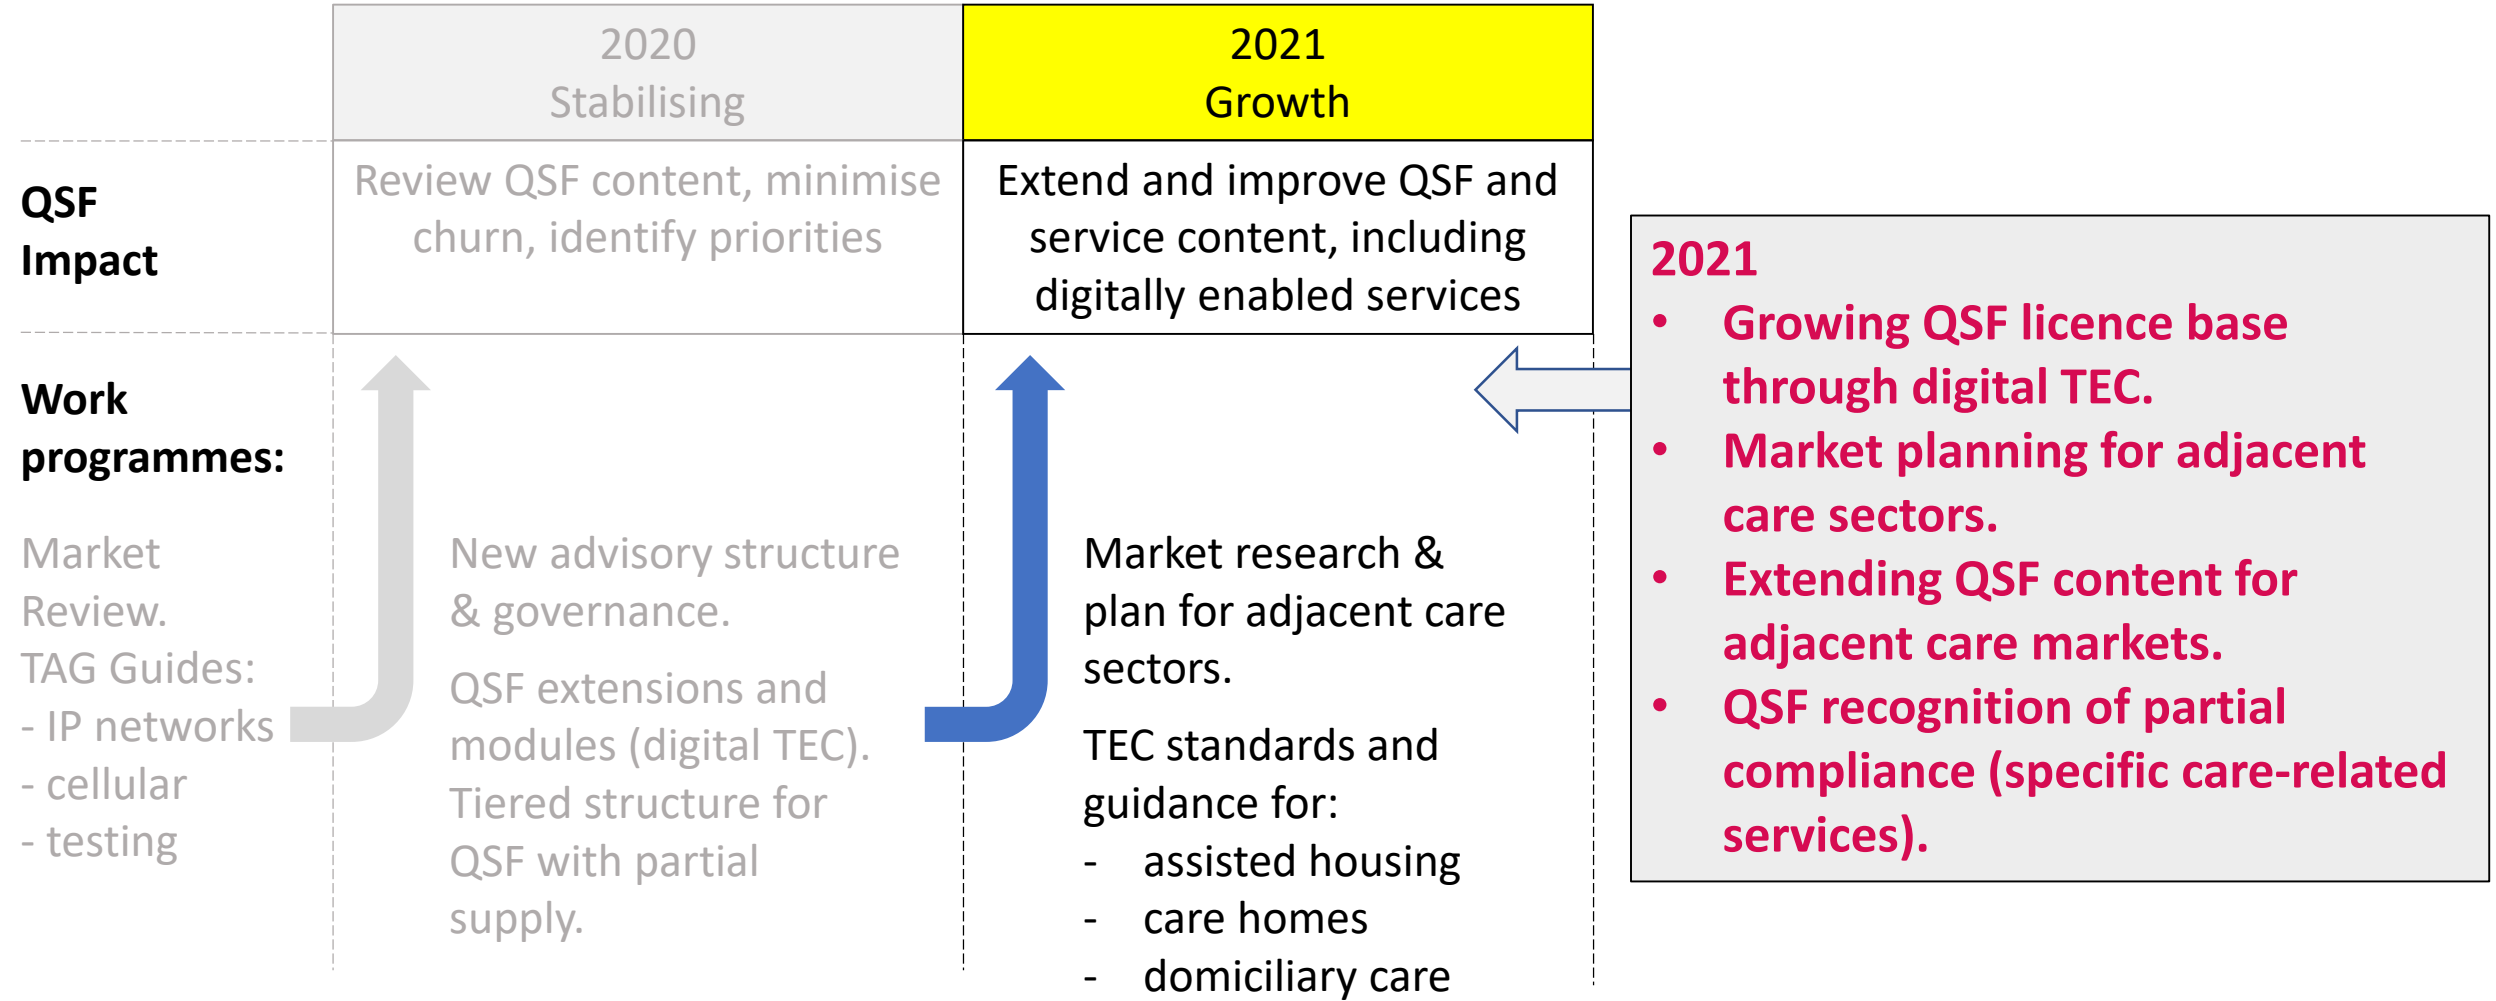 2020
Stabilising
2021
Growth
QSF
Impact
Review QSF content, minimise
churn, identify priorities
Extend and improve QSF and
service content, including
digitally enabled services
Work
programmes:
Market
Review.
TAG Guides:
- IP networks
- cellular
- testing
New advisory structure
& governance.
QSF extensions and
modules (digital TEC).
Tiered structure for
QSF with partial
supply.
Market research &
plan for adjacent care
sectors.
TEC standards and
guidance for:
- assisted housing
- care homes
- domiciliary care
2021
• Growing QSF licence base
through digital TEC.
• Market planning for adjacent
care sectors.
• Extending QSF content for
adjacent care markets.
• QSF recognition of partial
compliance (specific care-related
services).